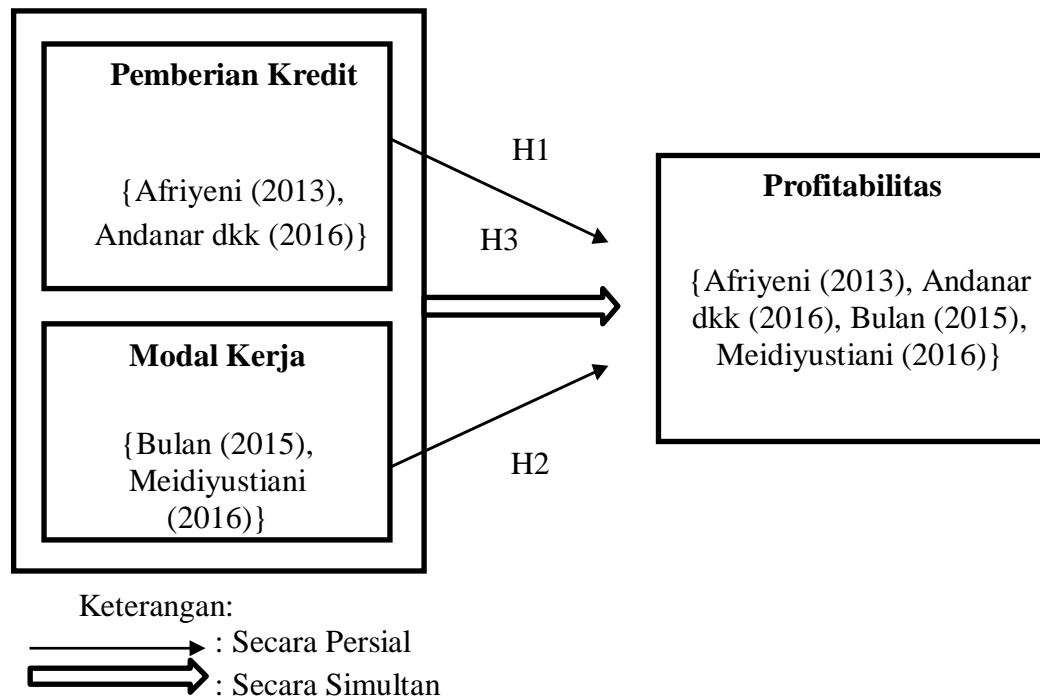 Pemberian Kredit
{Afriyeni (2013),
Andanar dkk (2016)}
Modal Kerja
{Bulan (2015),
Meidiyustiani
(2016)}
H1
H3
H2
Profitabilitas
{Afriyeni (2013), Andanar
dkk (2016), Bulan (2015),
Meidiyustiani (2016)}
Keterangan:
: Secara Persial
: Secara Simultan